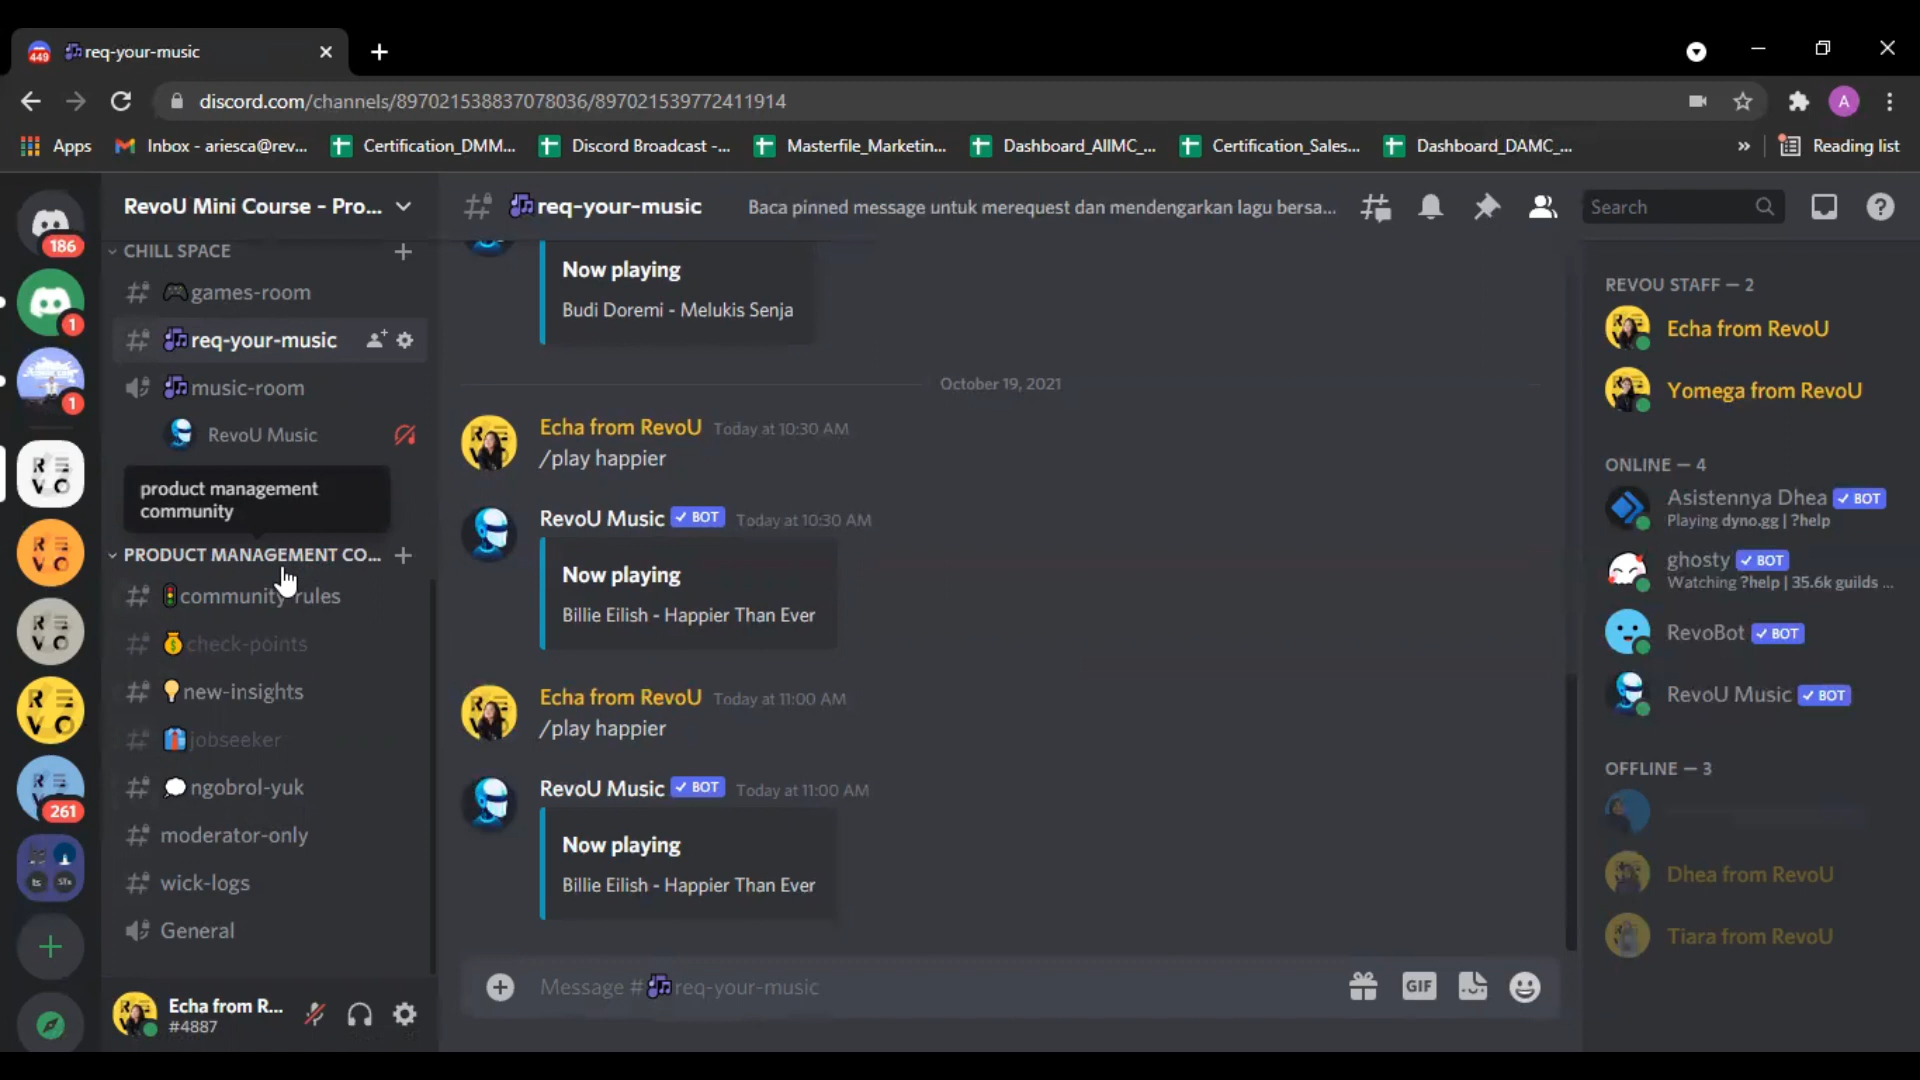 449 req-your-music
discord.com/channels/897021538837078036/897021539772411914
A
Apps Inbox - ariesca@rev... Certification_DMM... Discord Broadcast -... Masterfile_Marketin... Dashboard_AllMC_... Certification_Sales... Dashboard_DAMC_... » Reading list
186
1
1
261
RevoU Mini Course - Pro...
CHILL SPACE
games-room
req-your-music
music-room
RevoU Music
product management
community
PRODUCT MANAGEMENT CO...
community-rules
check-points
new-insights
jobseeker
ngobrol-yuk
moderator-only
wick-logs
General
Echa from R...
#4887
req-your-music Baca pinned message untuk merequest dan mendengarkan lagu bersa... Search
Now playing
Budi Doremi - Melukis Senja
October 19, 2021
Echa from RevoU Today at 10:30 AM
/play happier
RevoU Music BOT Today at 10:30 AM
Now playing
Billie Eilish - Happier Than Ever
Echa from RevoU Today at 11:00 AM
/play happier
RevoU Music BOT Today at 11:00 AM
Now playing
Billie Eilish - Happier Than Ever
Message #req-your-music GIF
REVOU STAFF — 2
Echa from RevoU
Yomega from RevoU
ONLINE — 4
Asistennya Dhea BOT
Playing dyno.gg | ?help
ghosty BOT
Watching ?help | 35.6k guilds ...
RevoBot BOT
RevoU Music BOT
OFFLINE — 3
Dhea from RevoU
Tiara from RevoU